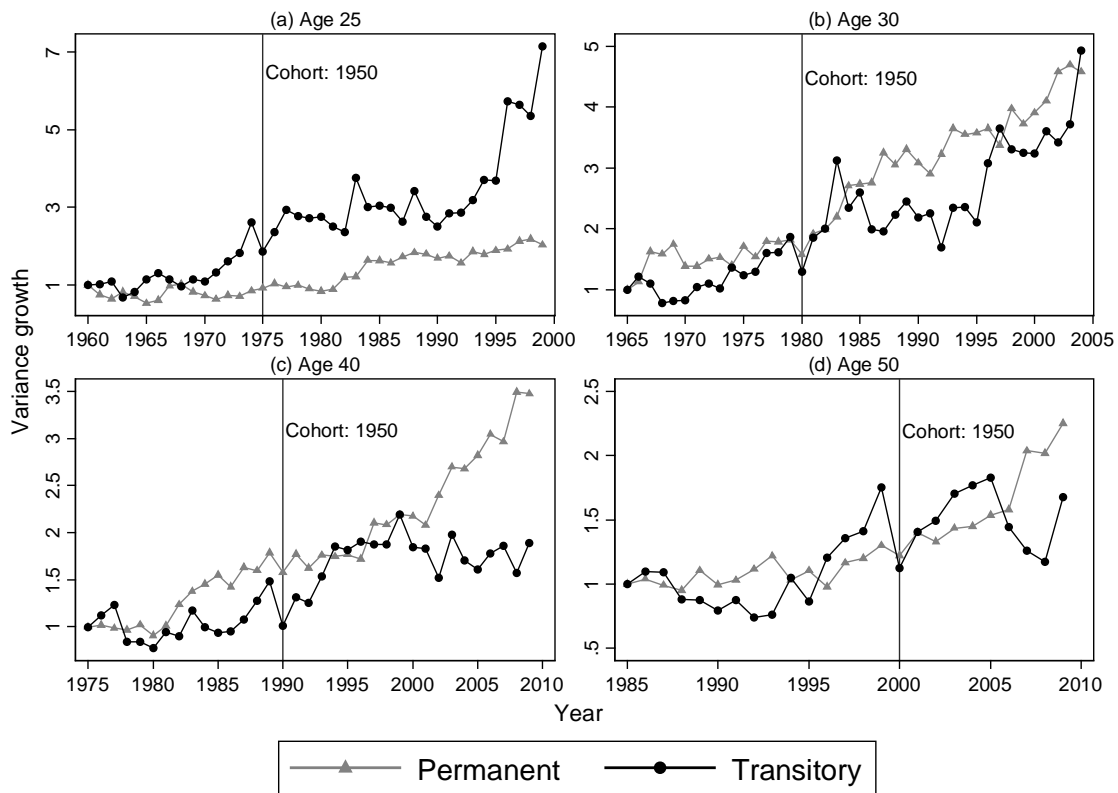 (a) Age 25
7
5
3
1
Cohort: 1950
1960 1965 1970 1975 1980 1985 1990 1995 2000
(b) Age 30
5
4
3
2
1
Cohort: 1950
1965 1970 1975 1980 1985 1990 1995 2000 2005
Variance growth
(c) Age 40
3.5
3
2.5
2
1.5
1
Cohort: 1950
1975 1980 1985 1990 1995 2000 2005 2010
(d) Age 50
2.5
2
1.5
1
.5
Cohort: 1950
1985 1990 1995 2000 2005 2010
Year
Permanent Transitory